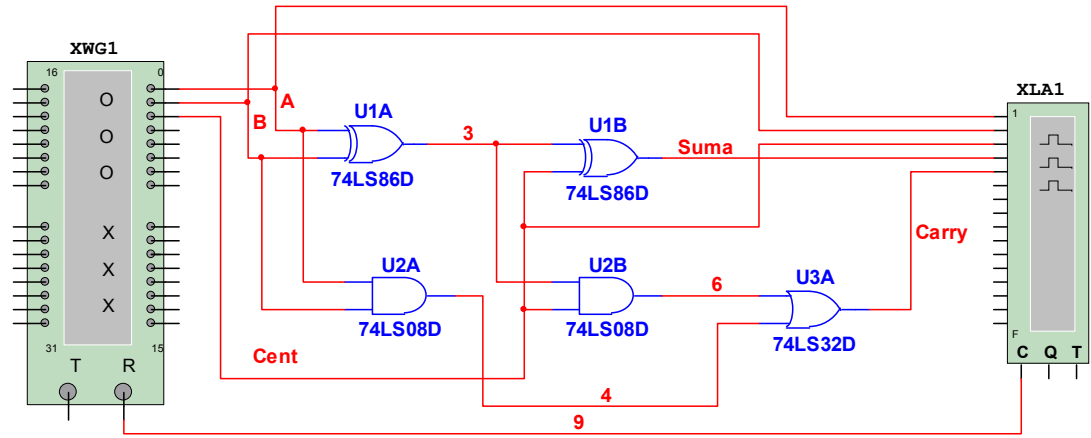 XWG1
16 0
O
O
O
X
X
X
31 15
T R
A
B
U1A
74LS86D
3
U1B
74LS86D
Suma
U2A
74LS08D
U2B
74LS08D
6
U3A
74LS32D
Carry
Cent
4
9
XLA1
1
F
C Q T